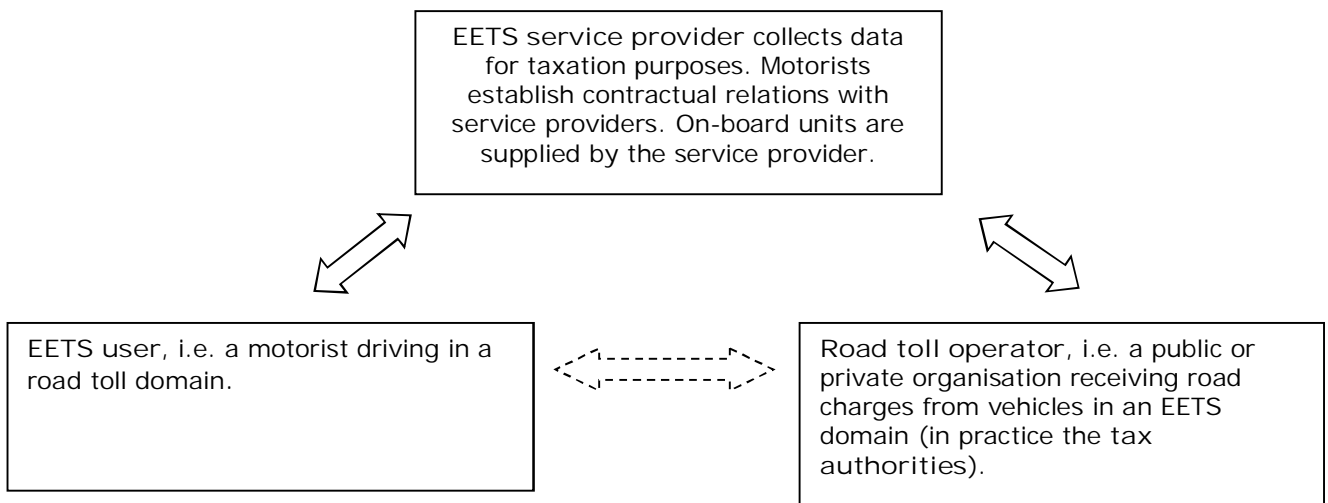 EETS service provider collects data
for taxation purposes. Motorists
establish contractual relations with
service providers. On-board units are
supplied by the service provider.
EETS user, i.e. a motorist driving in a
road toll domain.
Road toll operator, i.e. a public or
private organisation receiving road
charges from vehicles in an EETS
domain (in practice the tax
authorities).